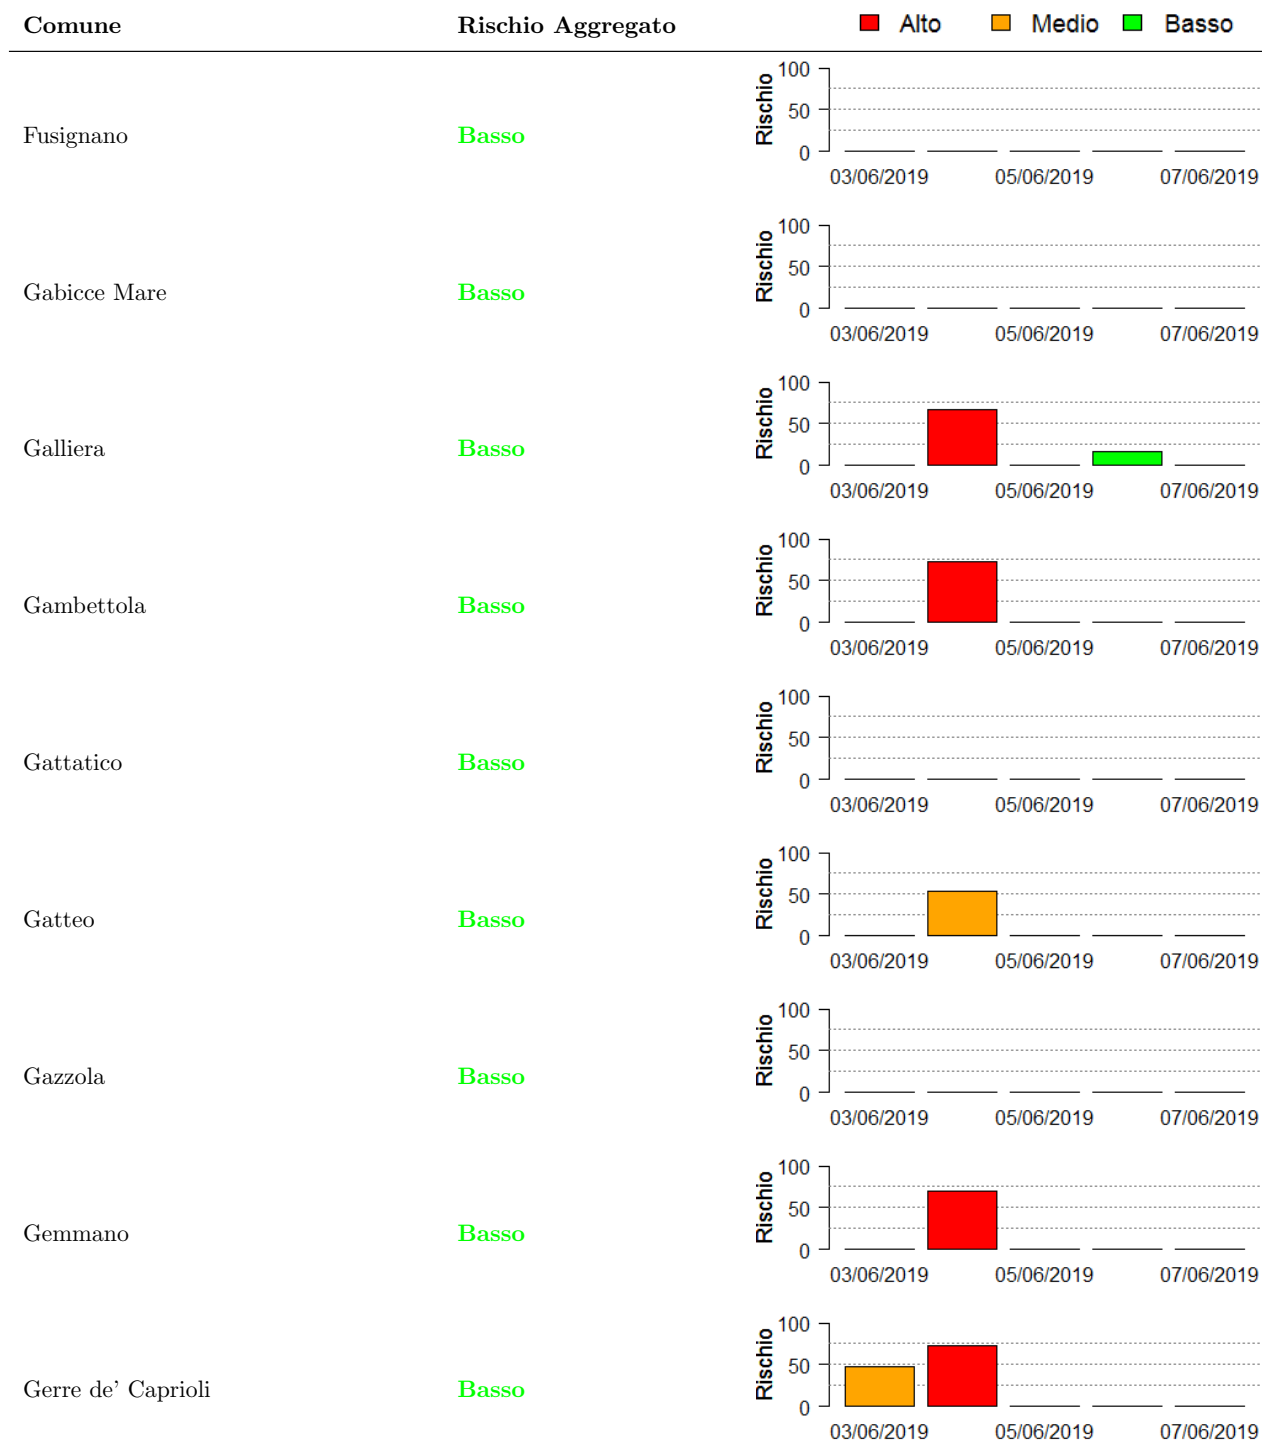 Comune Rischio Aggregato Alto Medio Basso
Fusignano Basso Rischio 100 50 0
03/06/2019 05/06/2019 07/06/2019
Gabicce Mare Basso Rischio 100 50 0
03/06/2019 05/06/2019 07/06/2019
Galliera Basso Rischio 100 50 0
03/06/2019 05/06/2019 07/06/2019
Gambettola Basso Rischio 100 50 0
03/06/2019 05/06/2019 07/06/2019
Gattatico Basso Rischio 100 50 0
03/06/2019 05/06/2019 07/06/2019
Gatteo Basso Rischio 100 50 0
03/06/2019 05/06/2019 07/06/2019
Gazzola Basso Rischio 100 50 0
03/06/2019 05/06/2019 07/06/2019
Gemmano Basso Rischio 100 50 0
03/06/2019 05/06/2019 07/06/2019
Gerre de' Caprioli Basso Rischio 100 50 0
03/06/2019 05/06/2019 07/06/2019